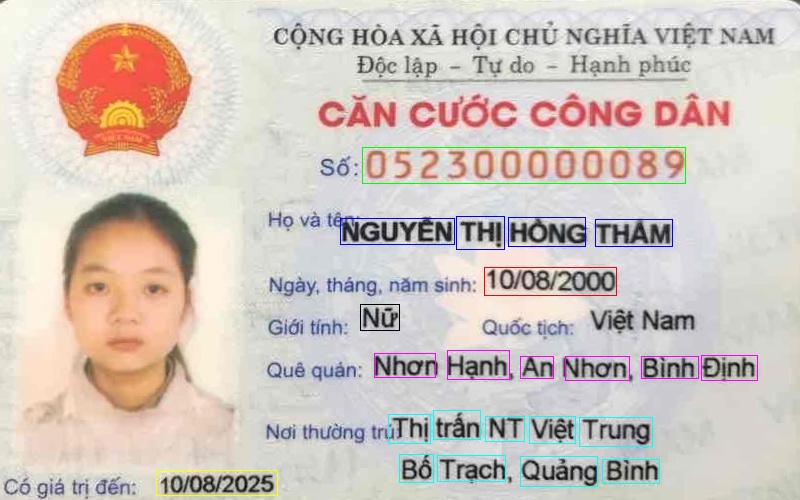 CỘNG HÒA XÃ HỘI CHỦ NGHĨA VIỆT NAM
Độc lập - Tự do - Hạnh phúc
CĂN CƯỚC CÔNG DÂN
Số: 052300000089
Họ và tên: NGUYỄN THỊ HỒNG THẮM
Ngày, tháng, năm sinh: 10/08/2000
Giới tính: Nữ Quốc tịch: Việt Nam
Quê quán: Nhơn Hạnh, An Nhơn, Bình Định
Nơi thường trú: Thị trấn NT Việt Trung
Bố Trạch, Quảng Bình
Có giá trị đến: 10/08/2025